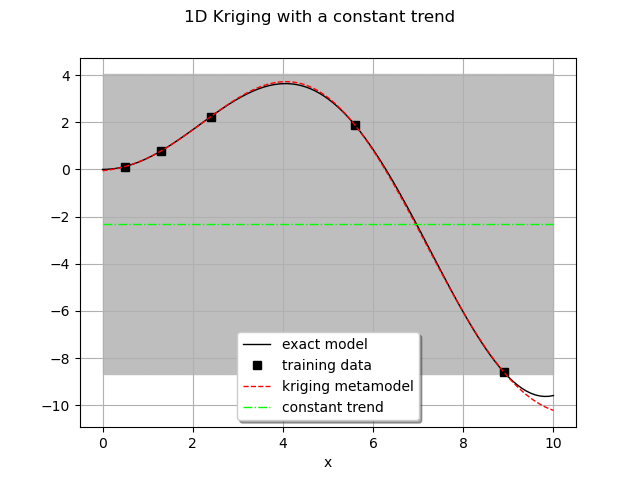 1D Kriging with a constant trend
4
2
0
−2
−4
−6
−8
−10
exact model
training data
kriging metamodel
constant trend
0 2 4 6 8 10
x